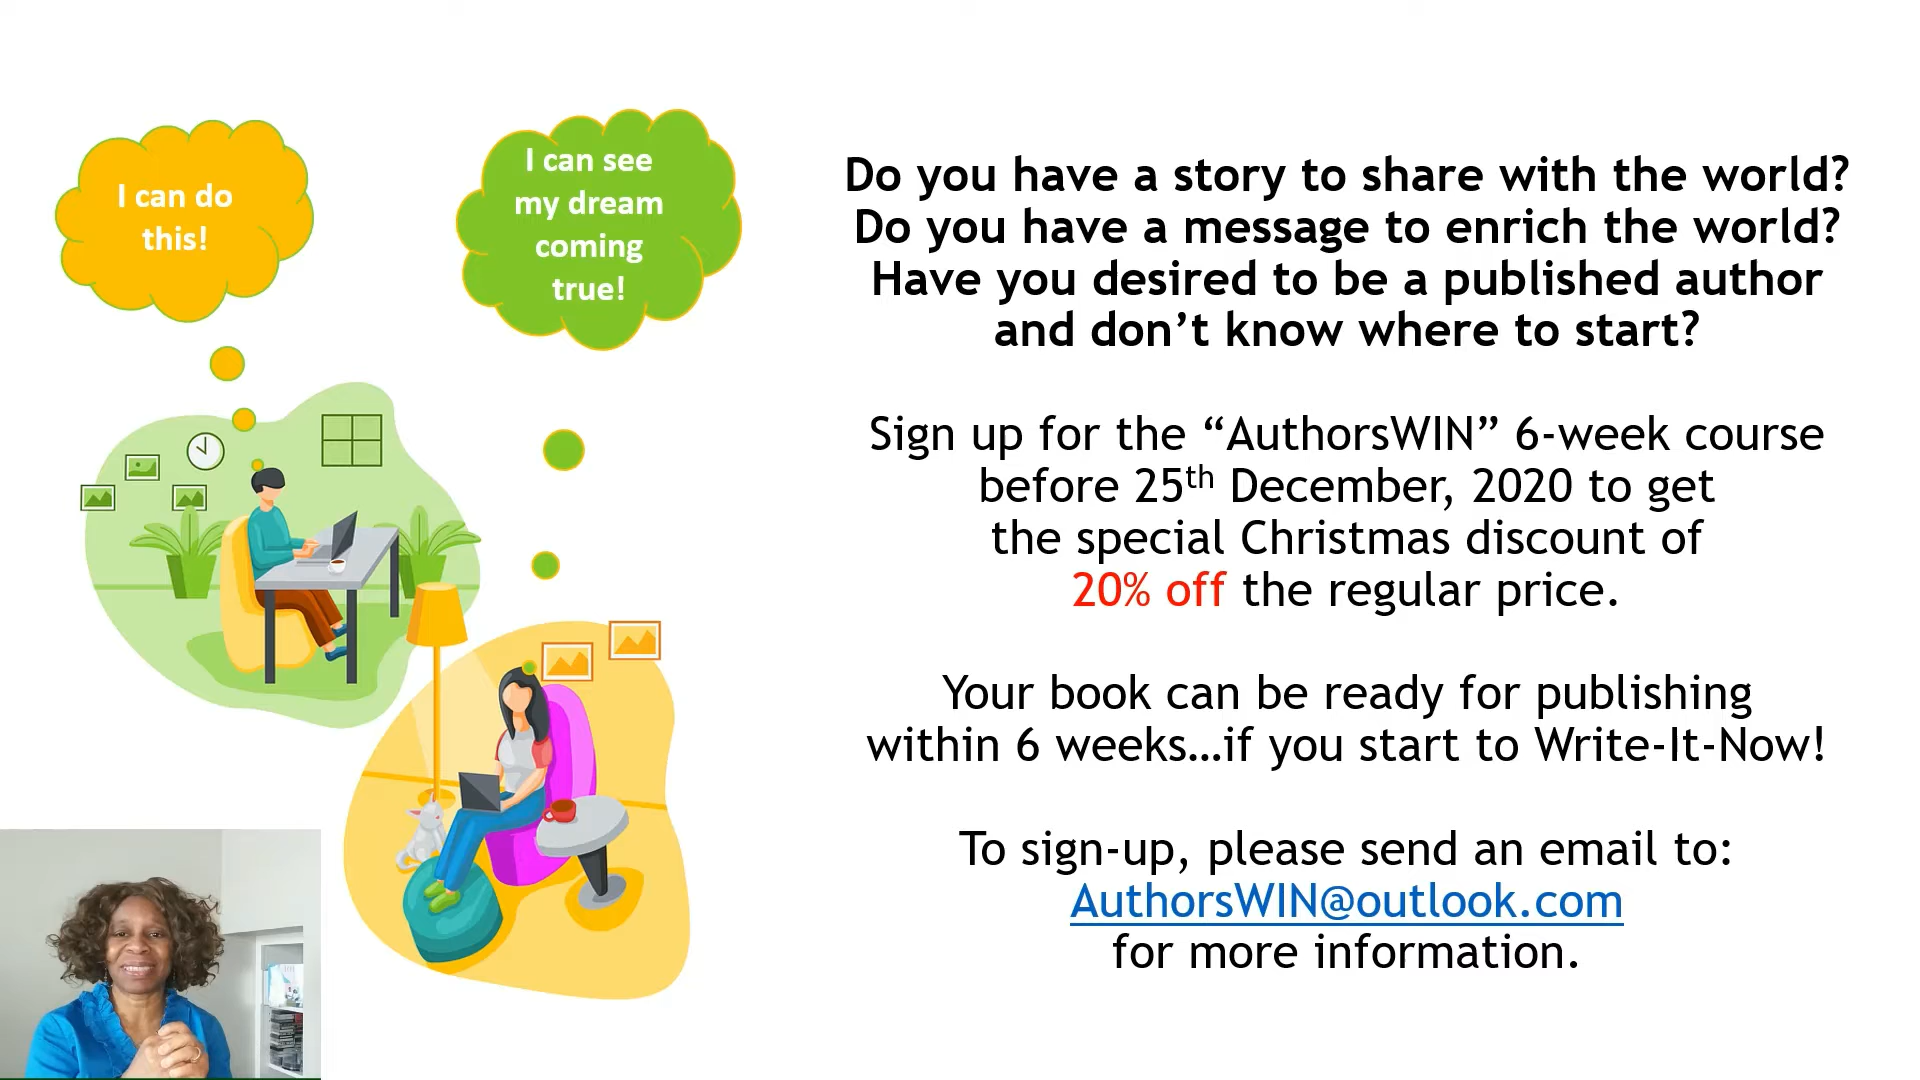 I can do
this!
I can see
my dream
coming
true!
Do you have a story to share with the world?
Do you have a message to enrich the world?
Have you desired to be a published author
and don’t know where to start?
Sign up for the “AuthorsWIN” 6-week course
before 25th December, 2020 to get
the special Christmas discount of
20% off the regular price.
Your book can be ready for publishing
within 6 weeks…if you start to Write-It-Now!
To sign-up, please send an email to:
AuthorsWIN@outlook.com
for more information.